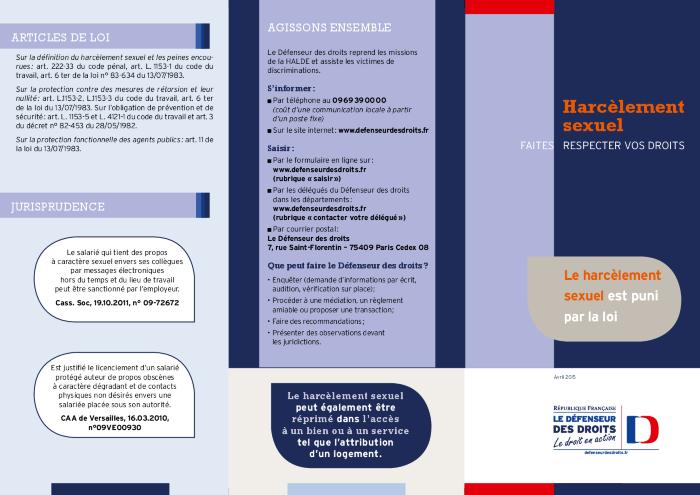 ARTICLES DE LOI
Sur la définition du harcèlement sexuel et les peines encou-
rues : art. 222-33 du code pénal, art. L. 1153-1 du code du
travail, art. 6 ter de la loi n° 83-634 du 13/07/1983.
Sur la protection contre des mesures de rétorsion et leur
nullité : art. L.1153-2, L.1153-3 du code du travail, art. 6 ter
de la loi du 13/07/1983. Sur l'obligation de prévention et de
sécurité : art. L. 1153-5 et L. 4121-1 du code du travail et art. 3
du décret n° 82-453 du 28/05/1982.
Sur la protection fonctionnelle des agents publics : art. 11 de
la loi du 13/07/1983.
JURISPRUDENCE
Le salarié qui tient des propos
à caractère sexuel envers ses collègues
par messages électroniques
hors du temps et du lieu de travail
peut être sanctionné par l'employeur.
Cass. Soc, 19.10.2011, n° 09-72672
Est justifié le licenciement d'un salarié
protégé auteur de propos obscènes
à caractère dégradant et de contacts
physiques non désirés envers une
salariée placée sous son autorité.
CAA de Versailles, 16.03.2010,
n°09VE00930
AGISSONS ENSEMBLE
Le Défenseur des droits reprend les missions
de la HALDE et assiste les victimes de
discriminations.
S'informer :
■ Par téléphone au 09 69 39 00 00
(coût d'une communication locale à partir
d'un poste fixe)
■ Sur le site internet : www.defenseurdesdroits.fr
Saisir :
■ Par le formulaire en ligne sur :
www.defenseurdesdroits.fr
(rubrique « saisir »)
■ Par les délégués du Défenseur des droits
dans les départements :
www.defenseurdesdroits.fr
(rubrique « contacter votre délégué »)
■ Par courrier postal :
Le Défenseur des droits
7, rue Saint-Florentin – 75409 Paris Cedex 08
Que peut faire le Défenseur des droits ?
• Enquêter (demande d'informations par écrit,
audition, vérification sur place) ;
• Procéder à une médiation, un règlement
amiable ou proposer une transaction ;
• Faire des recommandations ;
• Présenter des observations devant
les juridictions.
Le harcèlement sexuel
peut également être
réprimé dans l'accès
à un bien ou à un service
tel que l'attribution
d'un logement.
Harcèlement
sexuel
FAITES RESPECTER VOS DROITS
Le harcèlement
sexuel est puni
par la loi
Avril 2015
RÉPUBLIQUE FRANÇAISE
LE DÉFENSEUR
DES DROITS
Le droit en action
defenseurdesdroits.fr